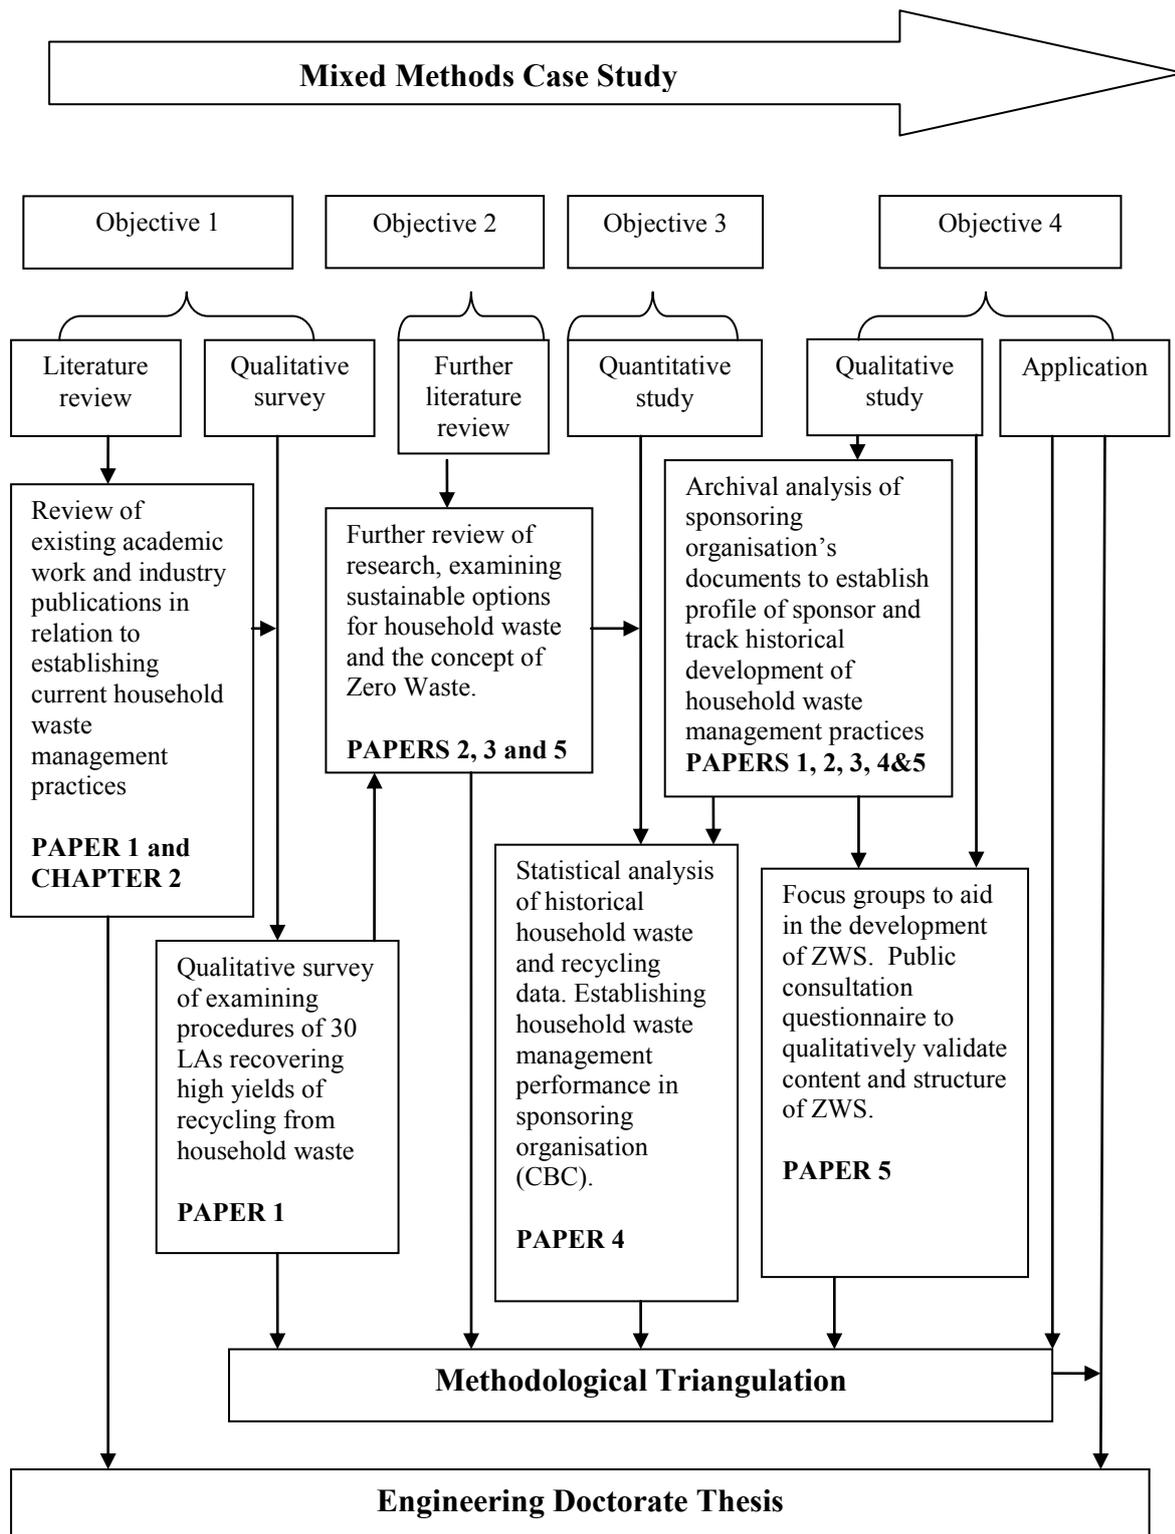 Mixed Methods Case Study
Objective 1
Objective 2
Objective 3
Objective 4
Literature
review
Qualitative
survey
Further
literature
review
Quantitative
study
Qualitative
study
Application
Review of
existing academic
work and industry
publications in
relation to
establishing
current household
waste
management
practices
PAPER 1 and
CHAPTER 2
Further review of
research, examining
sustainable options
for household waste
and the concept of
Zero Waste.
PAPERS 2, 3 and 5
Archival analysis of
sponsoring
organisation’s
documents to establish
profile of sponsor and
track historical
development of
household waste
management practices
PAPERS 1, 2, 3, 4&5
Qualitative survey
of examining
procedures of 30
LAs recovering
high yields of
recycling from
household waste
PAPER 1
Statistical analysis
of historical
household waste
and recycling
data. Establishing
household waste
management
performance in
sponsoring
organisation
(CBC).
PAPER 4
Focus groups to aid
in the development
of ZWS.  Public
consultation
questionnaire to
qualitatively validate
content and structure
of ZWS.
PAPER 5
Methodological Triangulation
Engineering Doctorate Thesis